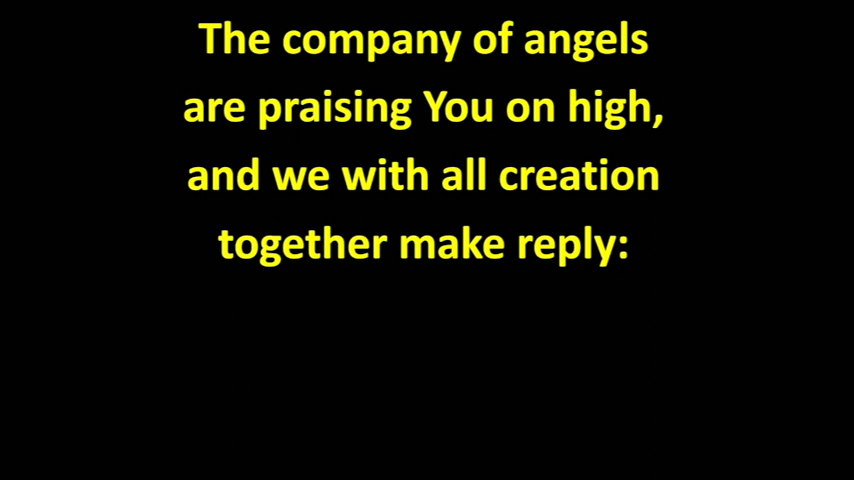 The company of angels
are praising You on high,
and we with all creation
together make reply: